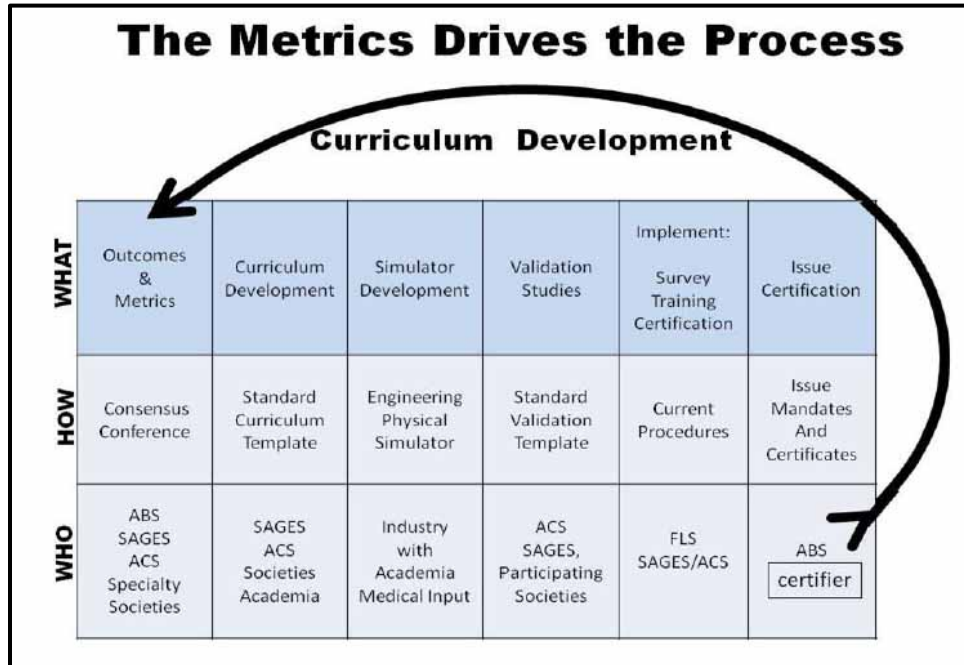 The Metrics Drives the Process
Curriculum Development
WHAT
Outcomes
&
Metrics
Curriculum
Development
Simulator
Development
Validation
Studies
Implement:
Survey
Training
Certification
Issue
Certification
HOW
Consensus
Conference
Standard
Curriculum
Template
Engineering
Physical
Simulator
Standard
Validation
Template
Current
Procedures
Issue
Mandates
And
Certificates
WHO
ABS
SAGES
ACS
Specialty
Societies
SAGES
ACS
Societies
Academia
Industry
with
Academia
Medical Input
ACS
SAGES,
Participating
Societies
FLS
SAGES/ACS
ABS
certifier